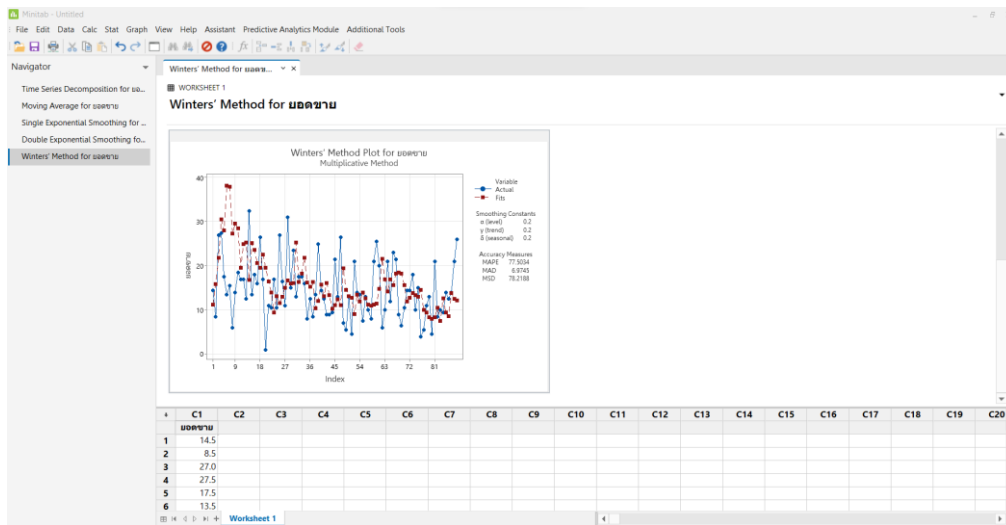 Minitab - Untitled
File Edit Data Calc Stat Graph View Help Assistant Predictive Analytics Module Additional Tools
Navigator
Winters' Method for ยอดขา...
Time Series Decomposition for ยอ...
Moving Average for ยอดขาย
Single Exponential Smoothing for ...
Double Exponential Smoothing fo...
Winters' Method for ยอดขาย
WORKSHEET 1
Winters' Method for ยอดขาย
Winters' Method Plot for ยอดขาย
Multiplicative Method
40
30
20
10
0
ยอดขาย
1 9 18 27 36 45 54 63 72 81
Index
Variable
Actual
Fits
Smoothing Constants
α (level) 0.2
γ (trend) 0.2
δ (seasonal) 0.2
Accuracy Measures
MAPE 77.5034
MAD 6.9745
MSD 78.2188
C1 C2 C3 C4 C5 C6 C7 C8 C9 C10 C11 C12 C13 C14 C15 C16 C17 C18 C19 C20
ยอดขาย
1 14.5
2 8.5
3 27.0
4 27.5
5 17.5
6 13.5
Worksheet 1